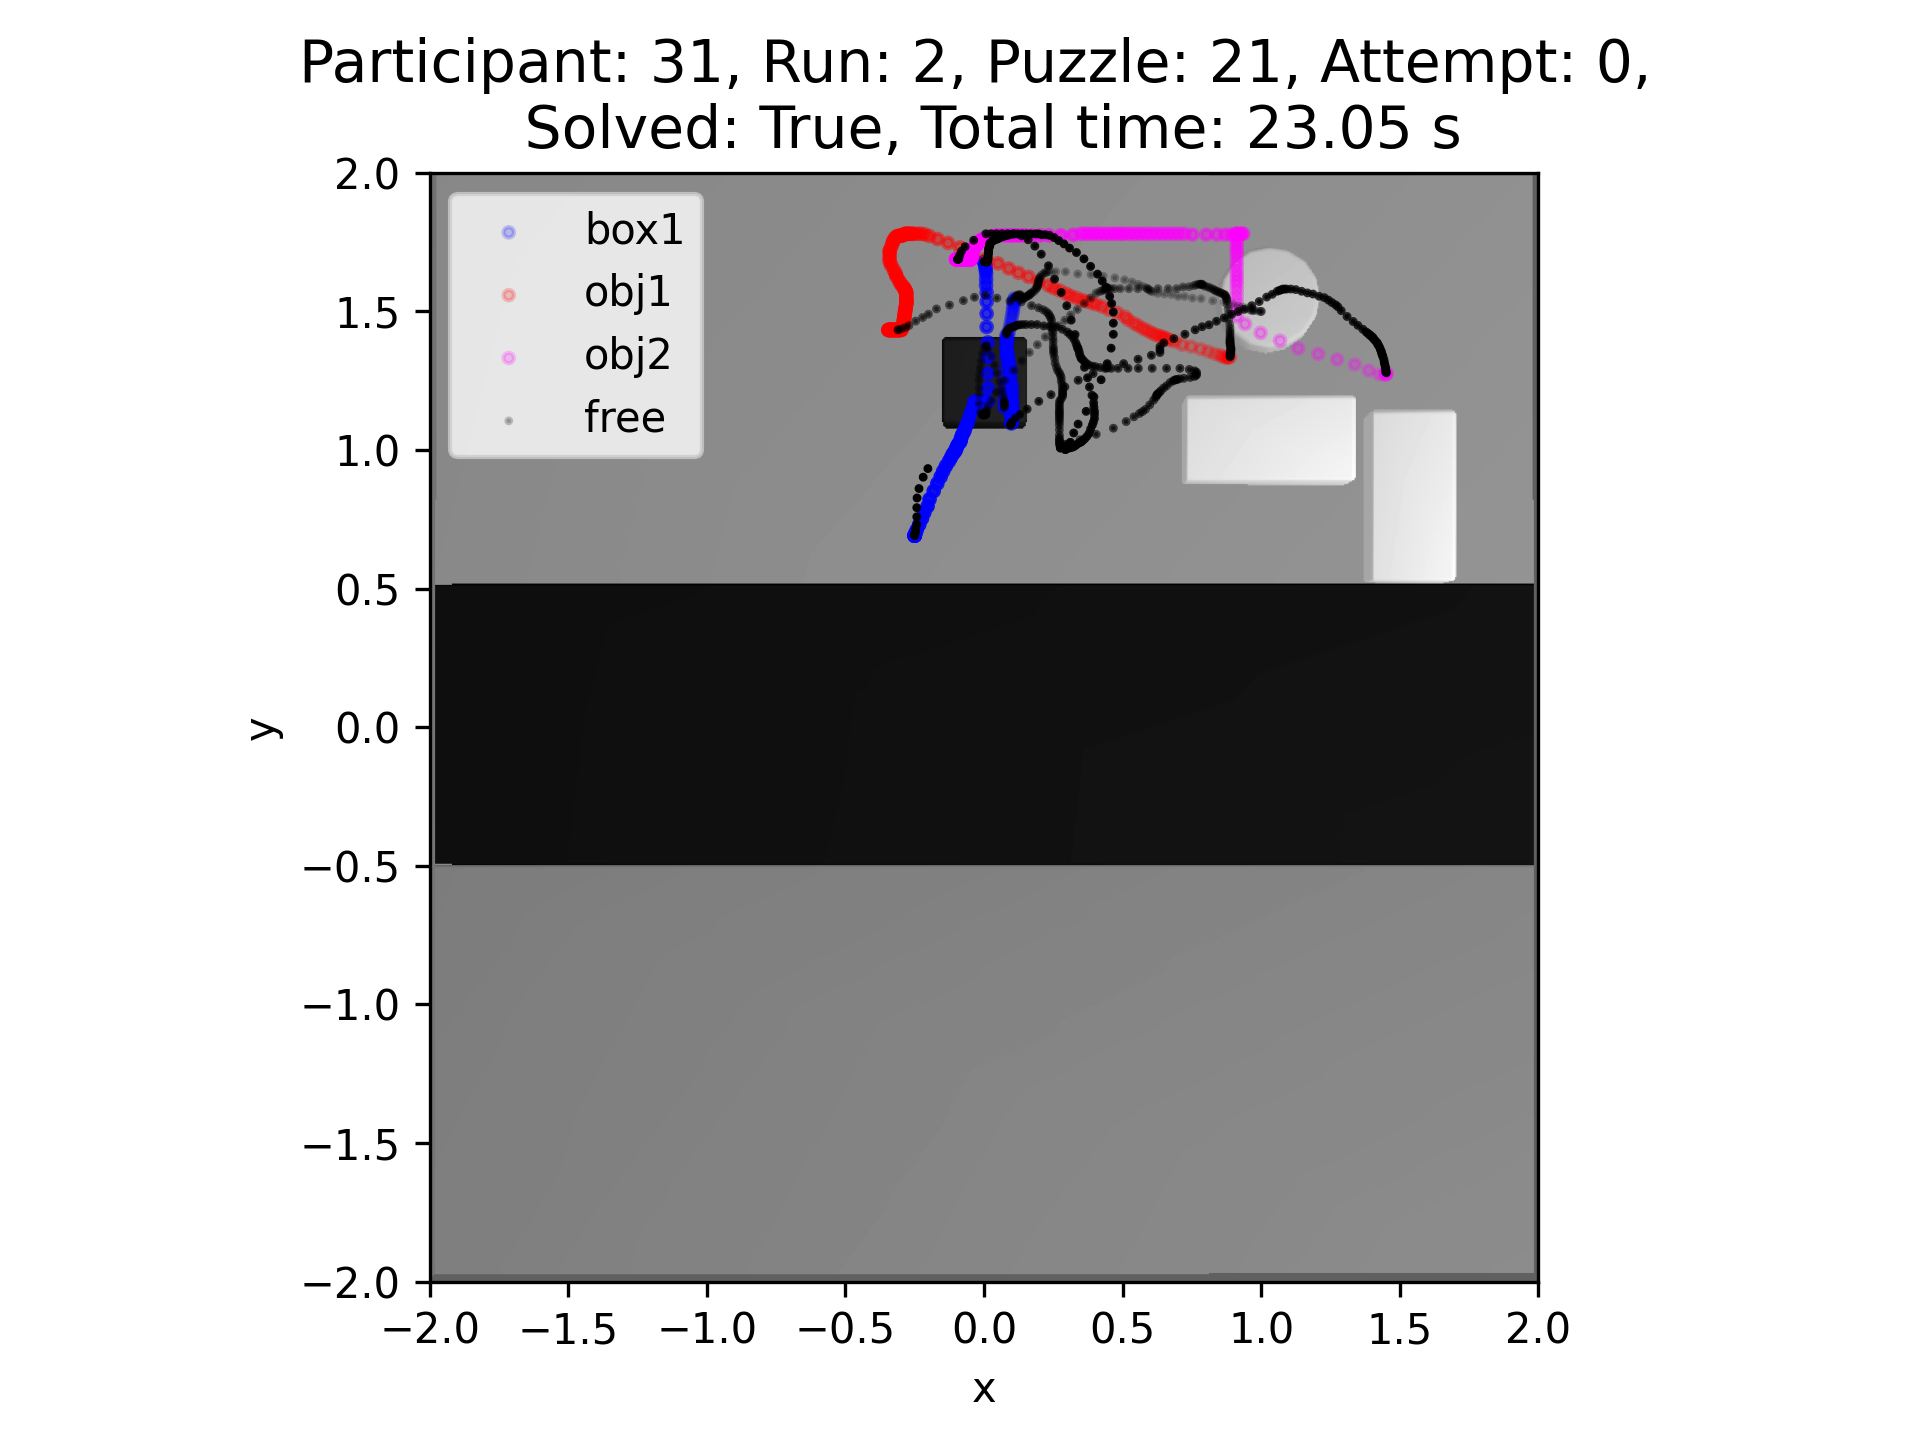 Participant: 31, Run: 2, Puzzle: 21, Attempt: 0,
Solved: True, Total time: 23.05 s
2.0
1.5
1.0
0.5
0.0
−0.5
−1.0
−1.5
−2.0
y
box1
obj1
obj2
free
−2.0 −1.5 −1.0 −0.5 0.0 0.5 1.0 1.5 2.0
x